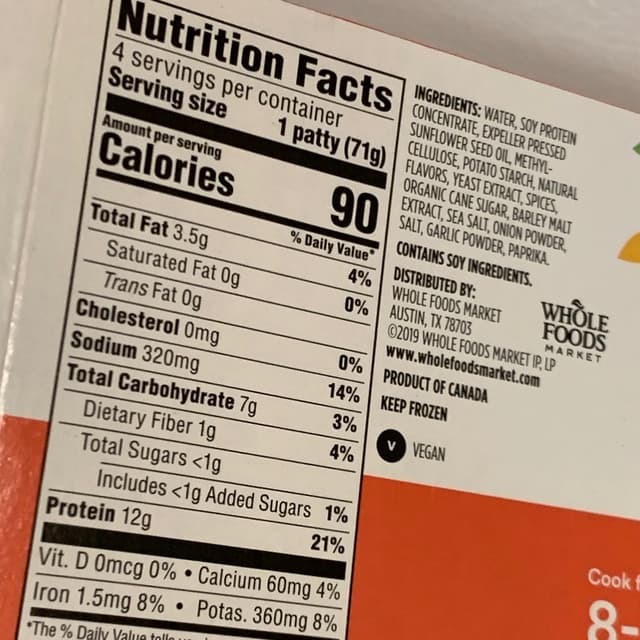 Nutrition Facts
4 servings per container
Serving size 1 patty (71g)
Amount per serving
Calories 90
% Daily Value*
Total Fat 3.5g 4%
Saturated Fat 0g 0%
Trans Fat 0g
Cholesterol 0mg 0%
Sodium 320mg 14%
Total Carbohydrate 7g 3%
Dietary Fiber 1g 4%
Total Sugars <1g
Includes <1g Added Sugars 1%
Protein 12g 21%
Vit. D 0mcg 0% • Calcium 60mg 4%
Iron 1.5mg 8% • Potas. 360mg 8%
*The % Daily Value tells
INGREDIENTS: WATER, SOY PROTEIN
CONCENTRATE, EXPELLER PRESSED
SUNFLOWER SEED OIL, METHYL-
CELLULOSE, POTATO STARCH, NATURAL
FLAVORS, YEAST EXTRACT, SPICES,
ORGANIC CANE SUGAR, BARLEY MALT
EXTRACT, SEA SALT, ONION POWDER,
SALT, GARLIC POWDER, PAPRIKA.
CONTAINS SOY INGREDIENTS.
DISTRIBUTED BY:
WHOLE FOODS MARKET
AUSTIN, TX 78703
©2019 WHOLE FOODS MARKET IP, LP
www.wholefoodsmarket.com
PRODUCT OF CANADA
KEEP FROZEN
V VEGAN
WHOLE
FOODS
MARKET
Cook f
8-